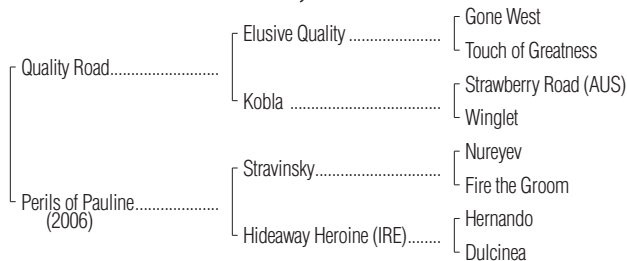 Gone West
Elusive Quality ....................
Touch of Greatness
Quality Road........................
Strawberry Road (AUS)
Kobla .................................
Winglet
Nureyev
Stravinsky...........................
Fire the Groom
Perils of Pauline...................
(2006)
Hernando
Hideaway Heroine (IRE)........
Dulcinea